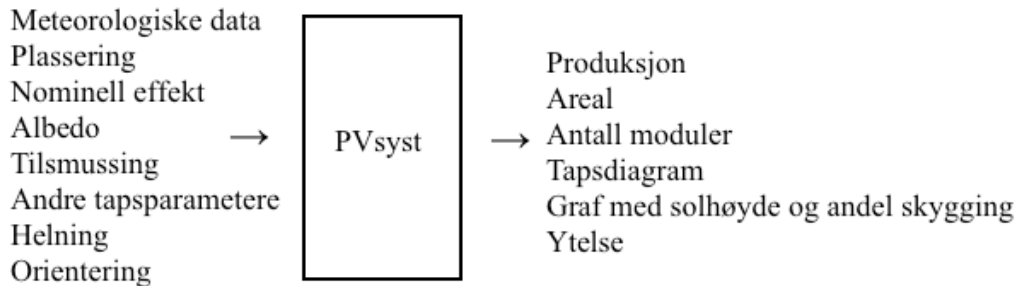 Meteorologiske data
Plassering
Nominell effekt
Albedo
Tilsmussing
Andre tapsparametere
Helning
Orientering
→
PVsyst
→
Produksjon
Areal
Antall moduler
Tapsdiagram
Graf med solhøyde og andel skygging
Ytelse